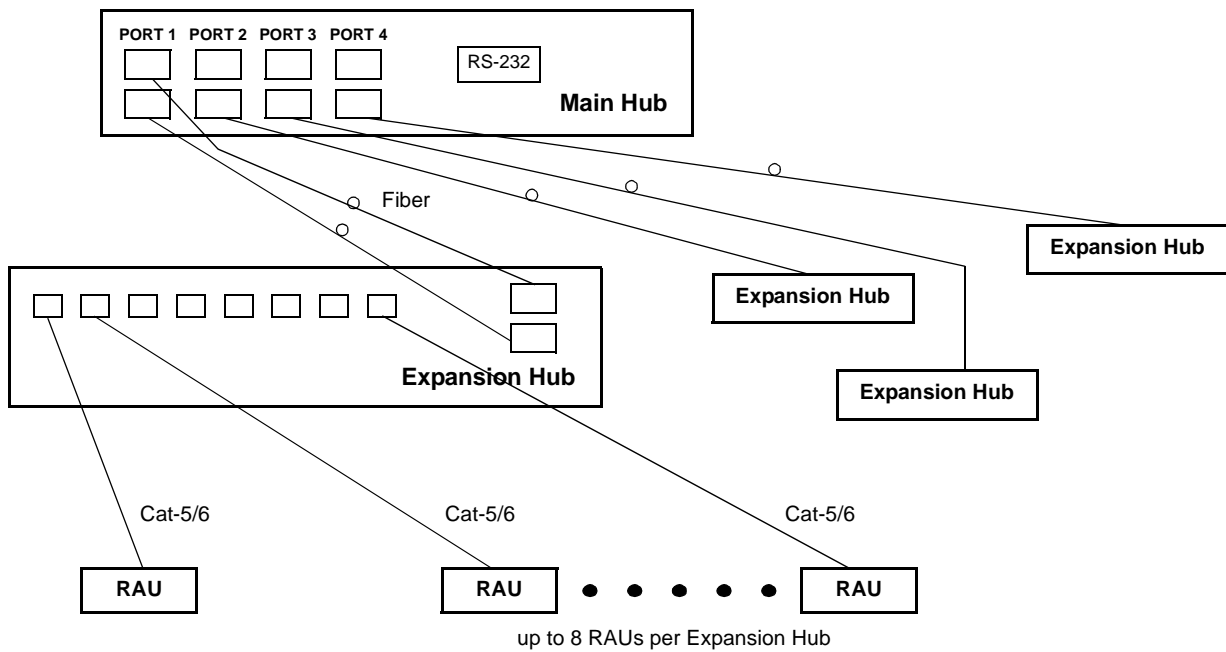 PORT 1 PORT 2 PORT 3 PORT 4
RS-232
Main Hub
Fiber
Expansion Hub
Expansion Hub
Expansion Hub
Expansion Hub
Cat-5/6 Cat-5/6 Cat-5/6
RAU RAU RAU
up to 8 RAUs per Expansion Hub